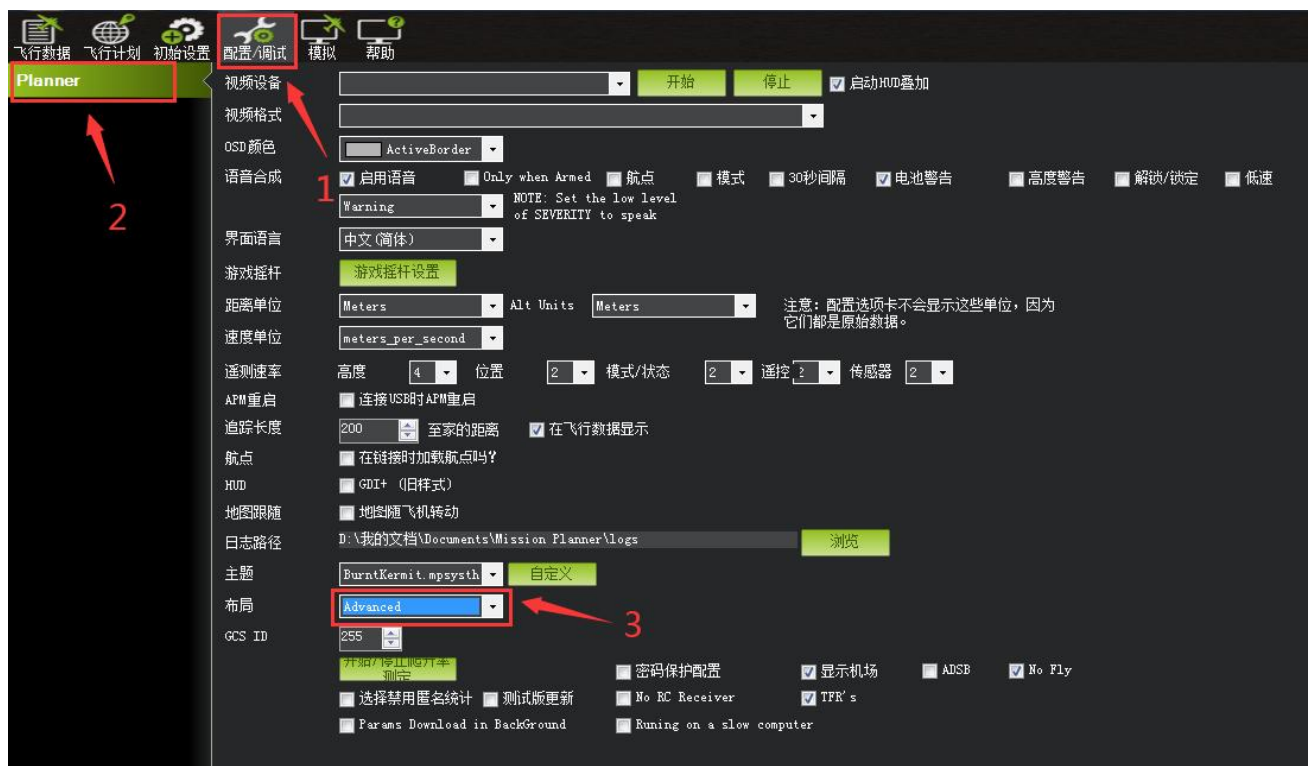 飞行数据 飞行计划 初始设置 配置/调试 模拟 帮助
Planner
视频设备 开始 停止 启动HUD叠加
视频格式
OSD颜色 ActiveBorder
语音合成 启用语音 Only when Armed 航点 模式 30秒间隔 电池警告 高度警告 解锁/锁定 低速
1
Warning NOTE: Set the low level
of SEVERITY to speak
2
界面语言 中文(简体)
游戏摇杆 游戏摇杆设置
距离单位 Meters Alt Units Meters 注意: 配置选项卡不会显示这些单位，因为
它们都是原始数据。
速度单位 meters_per_second
遥测速率 高度 4 位置 2 模式/状态 2 遥控 2 传感器 2
APM重启 连接USB时APM重启
追踪长度 200 至家的距离 在飞行数据显示
航点 在链接时加载航点吗?
HUD GDI+ (旧样式)
地图跟随 地图随飞机转动
日志路径 D:\我的文档\Documents\Mission Planner\logs 浏览
主题 BurntKermit.mpsysth 自定义
布局 Advanced
3
GCS ID 255
开始/停止爬升率
测定 密码保护配置 显示机场 ADSB No Fly
选择禁用匿名统计 测试版更新 No RC Receiver TFR's
Params Download in BackGround Runing on a slow computer